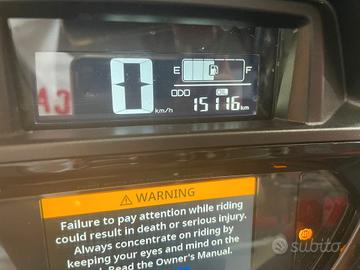 E F
0 km/h
ODO OIL
15116 km
WARNING
Failure to pay attention while riding
could result in death or serious injury.
Always concentrate on riding by
keeping your eyes and mind on the
Read the Owner's Manual.
subito